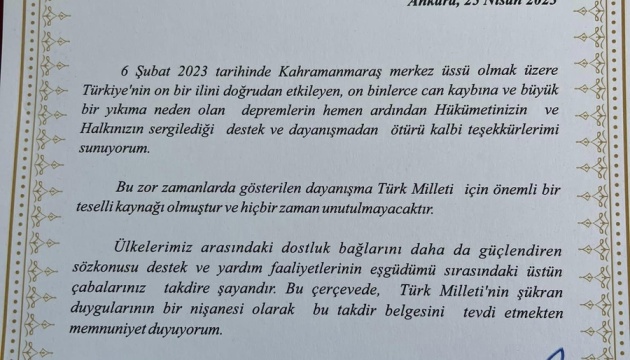 Ankara, 25 Nisan 2023
6 Şubat 2023 tarihinde Kahramanmaraş merkez üssü olmak üzere
Türkiye'nin on bir ilini doğrudan etkileyen, on binlerce can kaybına ve büyük
bir yıkıma neden olan depremlerin hemen ardından Hükümetinizin ve
Halkınızın sergilediği destek ve dayanışmadan ötürü kalbi teşekkürlerimi
sunuyorum.
Bu zor zamanlarda gösterilen dayanışma Türk Milleti için önemli bir
teselli kaynağı olmuştur ve hiçbir zaman unutulmayacaktır.
Ülkelerimiz arasındaki dostluk bağlarını daha da güçlendiren
sözkonusu destek ve yardım faaliyetlerinin eşgüdümü sırasındaki üstün
çabalarınız takdire şayandır. Bu çerçevede, Türk Milleti'nin şükran
duygularının bir nişanesi olarak bu takdir belgesini tevdi etmekten
memnuniyet duyuyorum.